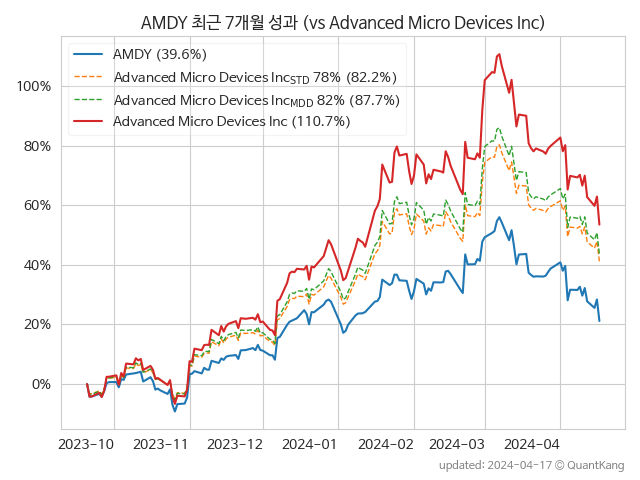 AMDY 최근 7개월 성과 (vs Advanced Micro Devices Inc)
AMDY (39.6%)
Advanced Micro Devices IncSTD 78% (82.2%)
Advanced Micro Devices IncMDD 82% (87.7%)
Advanced Micro Devices Inc (110.7%)
100%
80%
60%
40%
20%
0%
2023−10 2023−11 2023−12 2024−01 2024−02 2024−03 2024−04
updated: 2024−04−17 © QuantKang